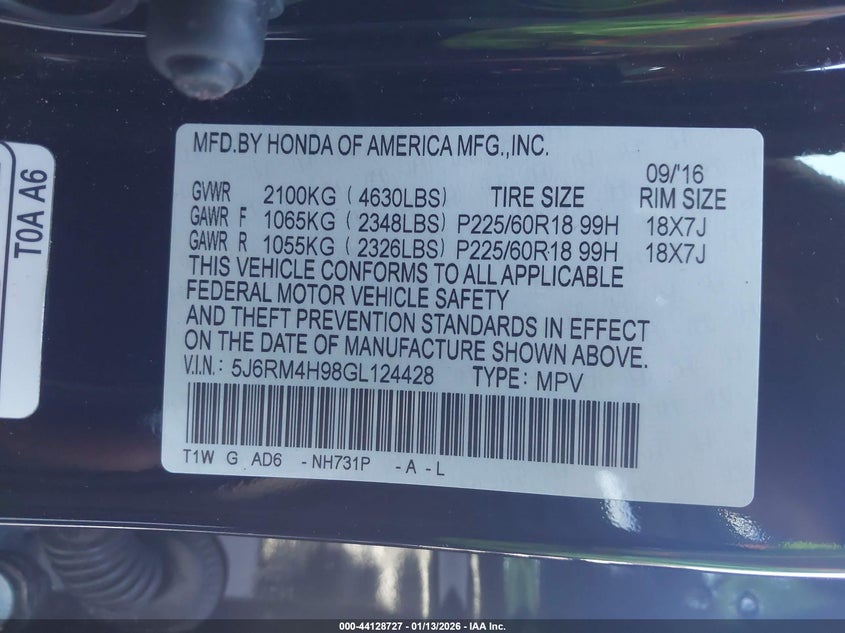 MFD.BY HONDA OF AMERICA MFG.,INC.
09/'16
GVWR 2100KG ( 4630LBS) TIRE SIZE RIM SIZE
GAWR F 1065KG ( 2348LBS) P225/60R18 99H 18X7J
GAWR R 1055KG ( 2326LBS) P225/60R18 99H 18X7J
THIS VEHICLE CONFORMS TO ALL APPLICABLE
FEDERAL MOTOR VEHICLE SAFETY
AND THEFT PREVENTION STANDARDS IN EFFECT
ON THE DATE OF MANUFACTURE SHOWN ABOVE.
V.I.N.: 5J6RM4H98GL124428 TYPE: MPV
T1W G AD6 -NH731P -A-L
T0A A6
000-44128727 - 01/13/2026 - IAA Inc.